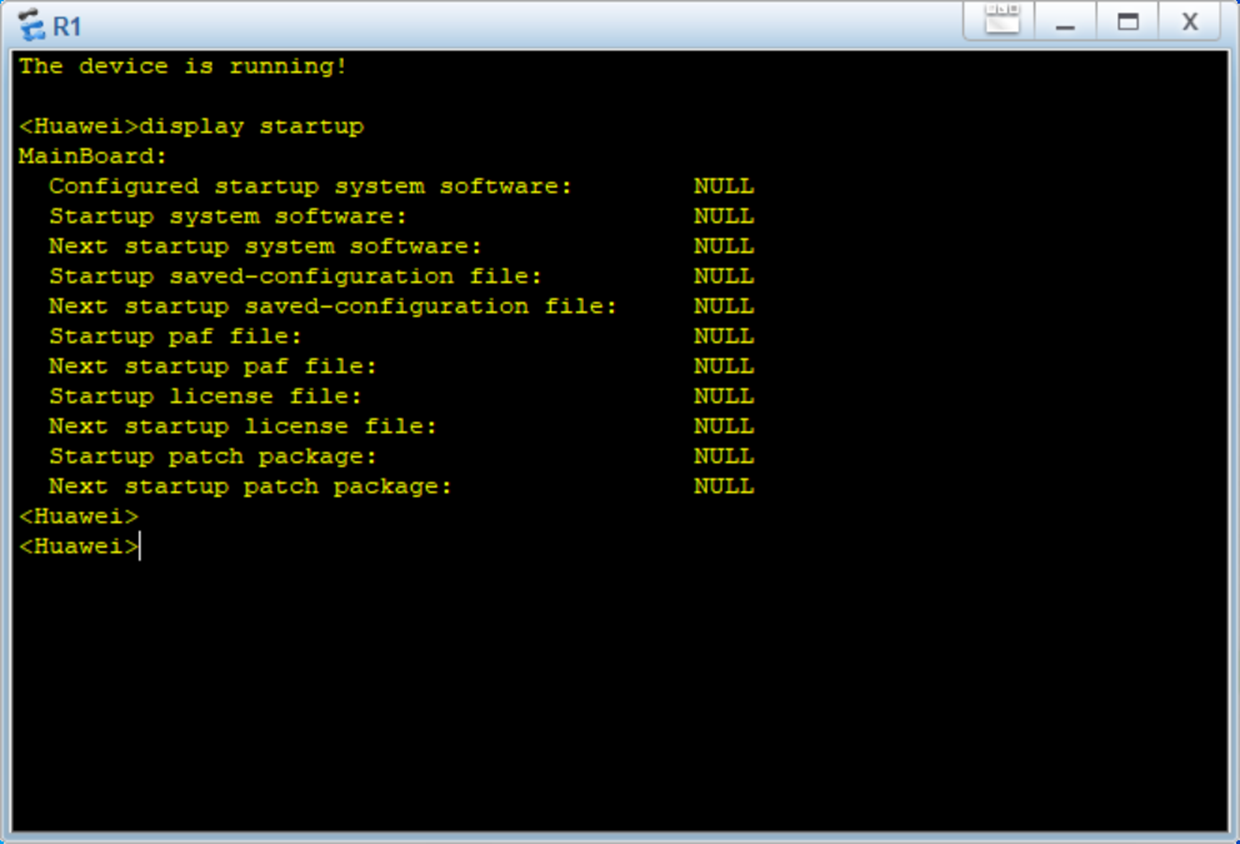 R1
The device is running!
<Huawei>display startup
MainBoard:
Configured startup system software: NULL
Startup system software: NULL
Next startup system software: NULL
Startup saved-configuration file: NULL
Next startup saved-configuration file: NULL
Startup paf file: NULL
Next startup paf file: NULL
Startup license file: NULL
Next startup license file: NULL
Startup patch package: NULL
Next startup patch package: NULL
<Huawei>
<Huawei>